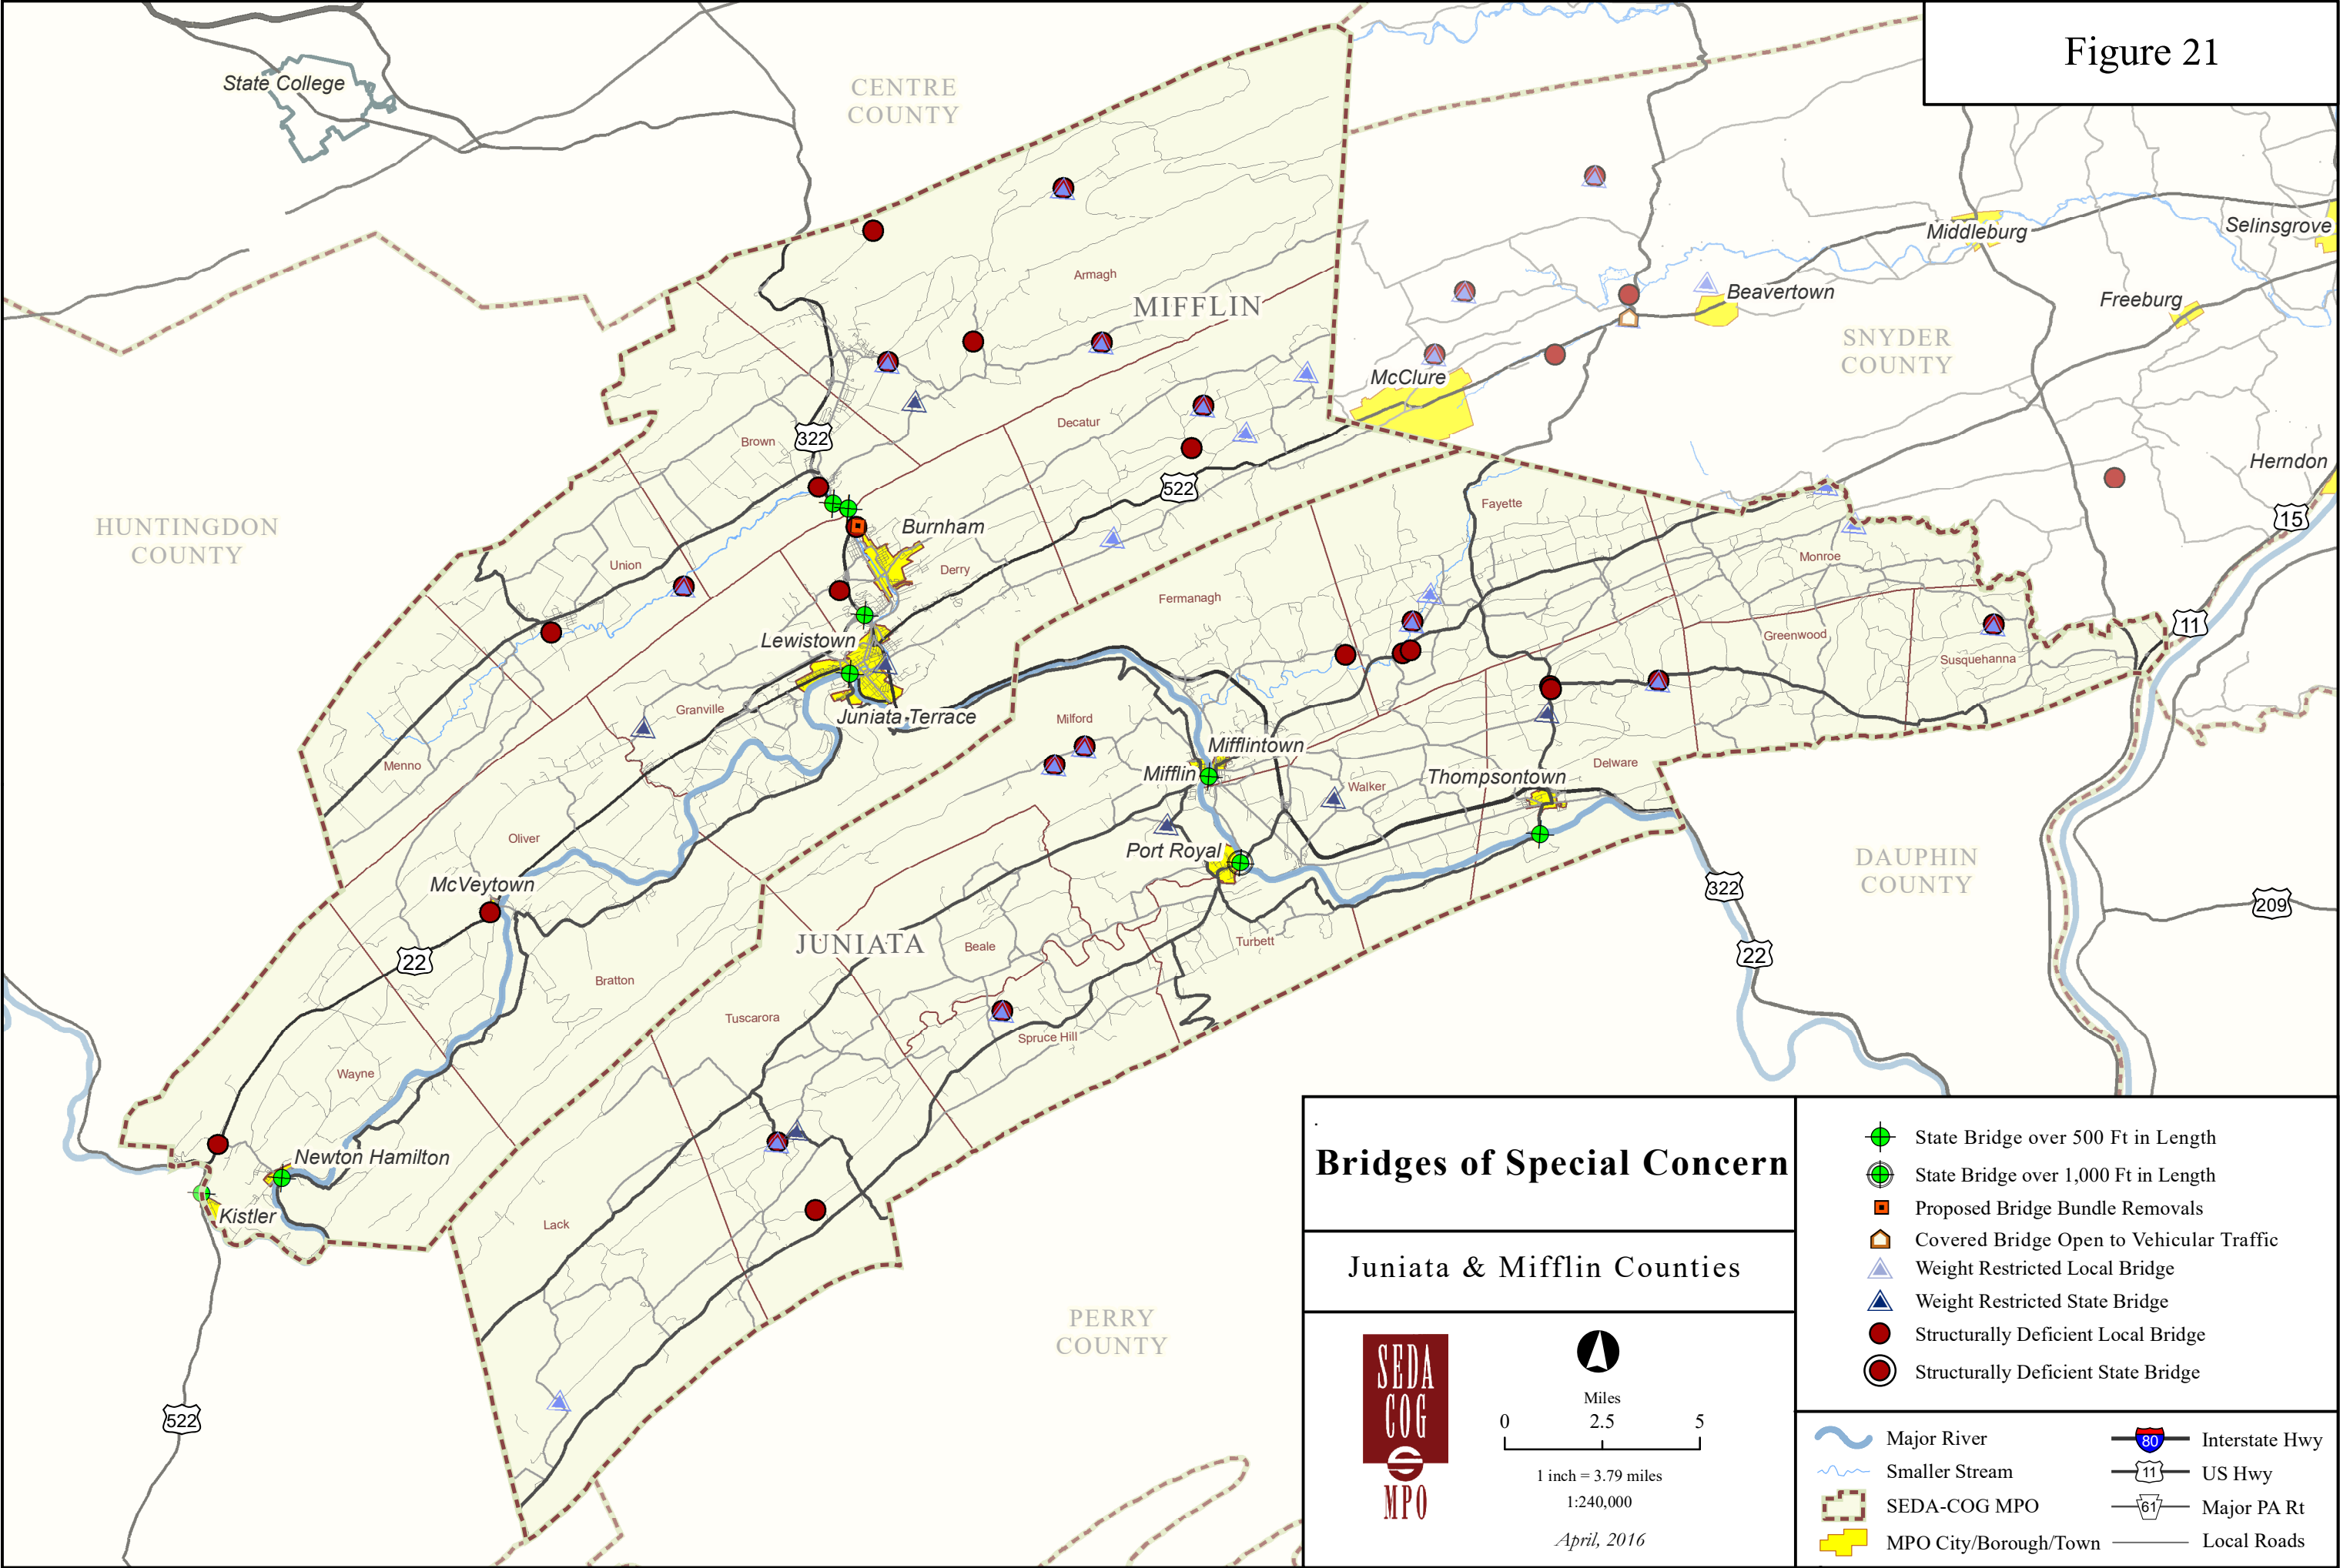 Figure 21
State College
CENTRE
COUNTY
Middleburg
Selinsgrove
Armagh
MIFFLIN
Beavertown
Freeburg
SNYDER
COUNTY
McClure
Decatur
Brown
322
522
Herndon
Fayette
15
HUNTINGDON
COUNTY
Burnham
Union
Derry
Monroe
Fermanagh
11
Lewistown
Greenwood
Susquehanna
Granville
Juniata Terrace
Milford
Mifflintown
Menno
Mifflin
Thompsontown
Delware
Walker
Oliver
Port Royal
DAUPHIN
COUNTY
McVeytown
322
209
JUNIATA
Beale
Turbett
22
22
Bratton
Tuscarora
Spruce Hill
Wayne
Newton Hamilton
Kistler
Lack
PERRY
COUNTY
522
Bridges of Special Concern
Juniata & Mifflin Counties
SEDA
COG
MPO
Miles
0 2.5 5
1 inch = 3.79 miles
1:240,000
April, 2016
State Bridge over 500 Ft in Length
State Bridge over 1,000 Ft in Length
Proposed Bridge Bundle Removals
Covered Bridge Open to Vehicular Traffic
Weight Restricted Local Bridge
Weight Restricted State Bridge
Structurally Deficient Local Bridge
Structurally Deficient State Bridge
Major River
Smaller Stream
SEDA-COG MPO
MPO City/Borough/Town
80 Interstate Hwy
11 US Hwy
61 Major PA Rt
Local Roads